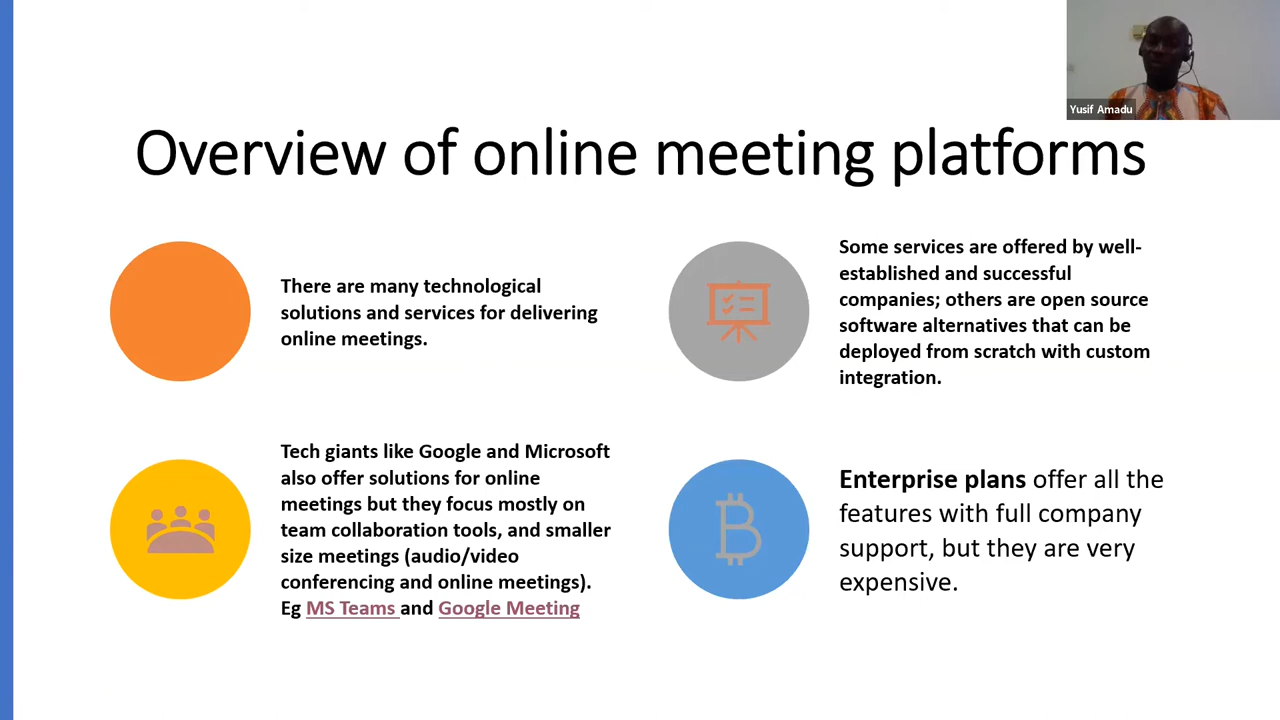 Yusif Amadu
Overview of online meeting platforms
There are many technological
solutions and services for delivering
online meetings.
Some services are offered by well-
established and successful
companies; others are open source
software alternatives that can be
deployed from scratch with custom
integration.
Tech giants like Google and Microsoft
also offer solutions for online
meetings but they focus mostly on
team collaboration tools, and smaller
size meetings (audio/video
conferencing and online meetings).
Eg MS Teams and Google Meeting
Enterprise plans offer all the
features with full company
support, but they are very
expensive.